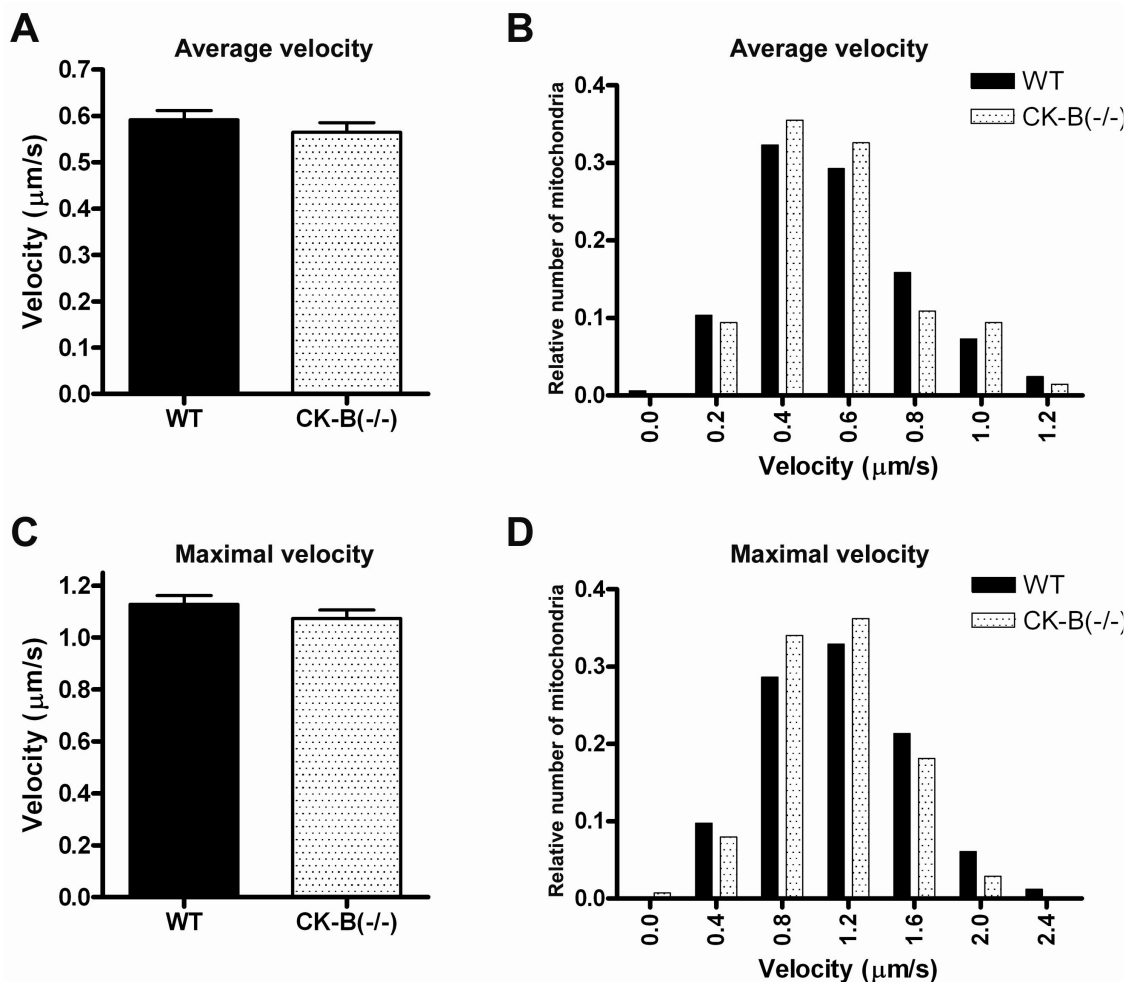 A
Average velocity
Velocity (μm/s)
0.7
0.6
0.5
0.4
0.3
0.2
0.1
0.0
WT
CK-B(-/-)
B
Average velocity
WT
CK-B(-/-)
Relative number of mitochondria
0.4
0.3
0.2
0.1
0.0
0.0
0.2
0.4
0.6
0.8
1.0
1.2
Velocity (μm/s)
C
Maximal velocity
Velocity (μm/s)
1.2
1.0
0.8
0.6
0.4
0.2
0.0
WT
CK-B(-/-)
D
Maximal velocity
WT
CK-B(-/-)
Relative number of mitochondria
0.4
0.3
0.2
0.1
0.0
0.0
0.4
0.8
1.2
1.6
2.0
2.4
Velocity (μm/s)